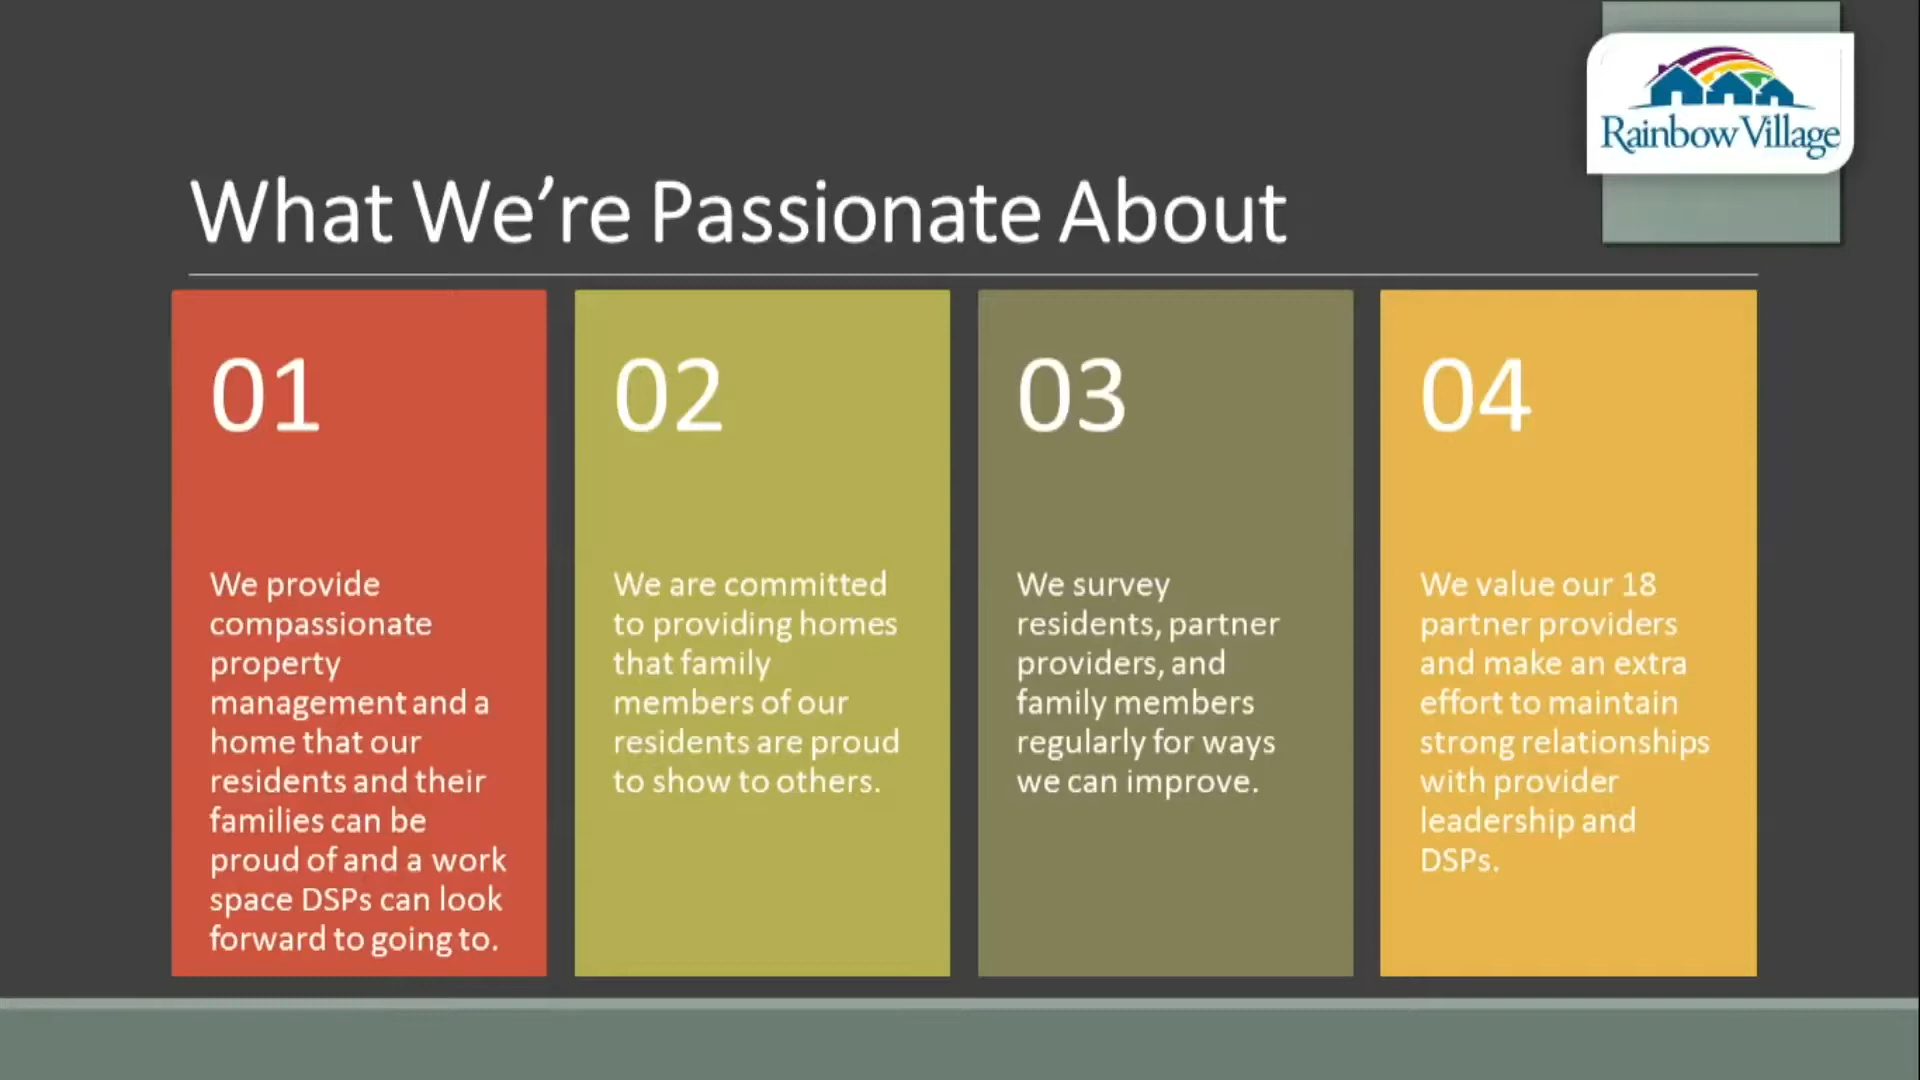 Rainbow Village
What We’re Passionate About
01
We provide
compassionate
property
management and a
home that our
residents and their
families can be
proud of and a work
space DSPs can look
forward to going to.
02
We are committed
to providing homes
that family
members of our
residents are proud
to show to others.
03
We survey
residents, partner
providers, and
family members
regularly for ways
we can improve.
04
We value our 18
partner providers
and make an extra
effort to maintain
strong relationships
with provider
leadership and
DSPs.